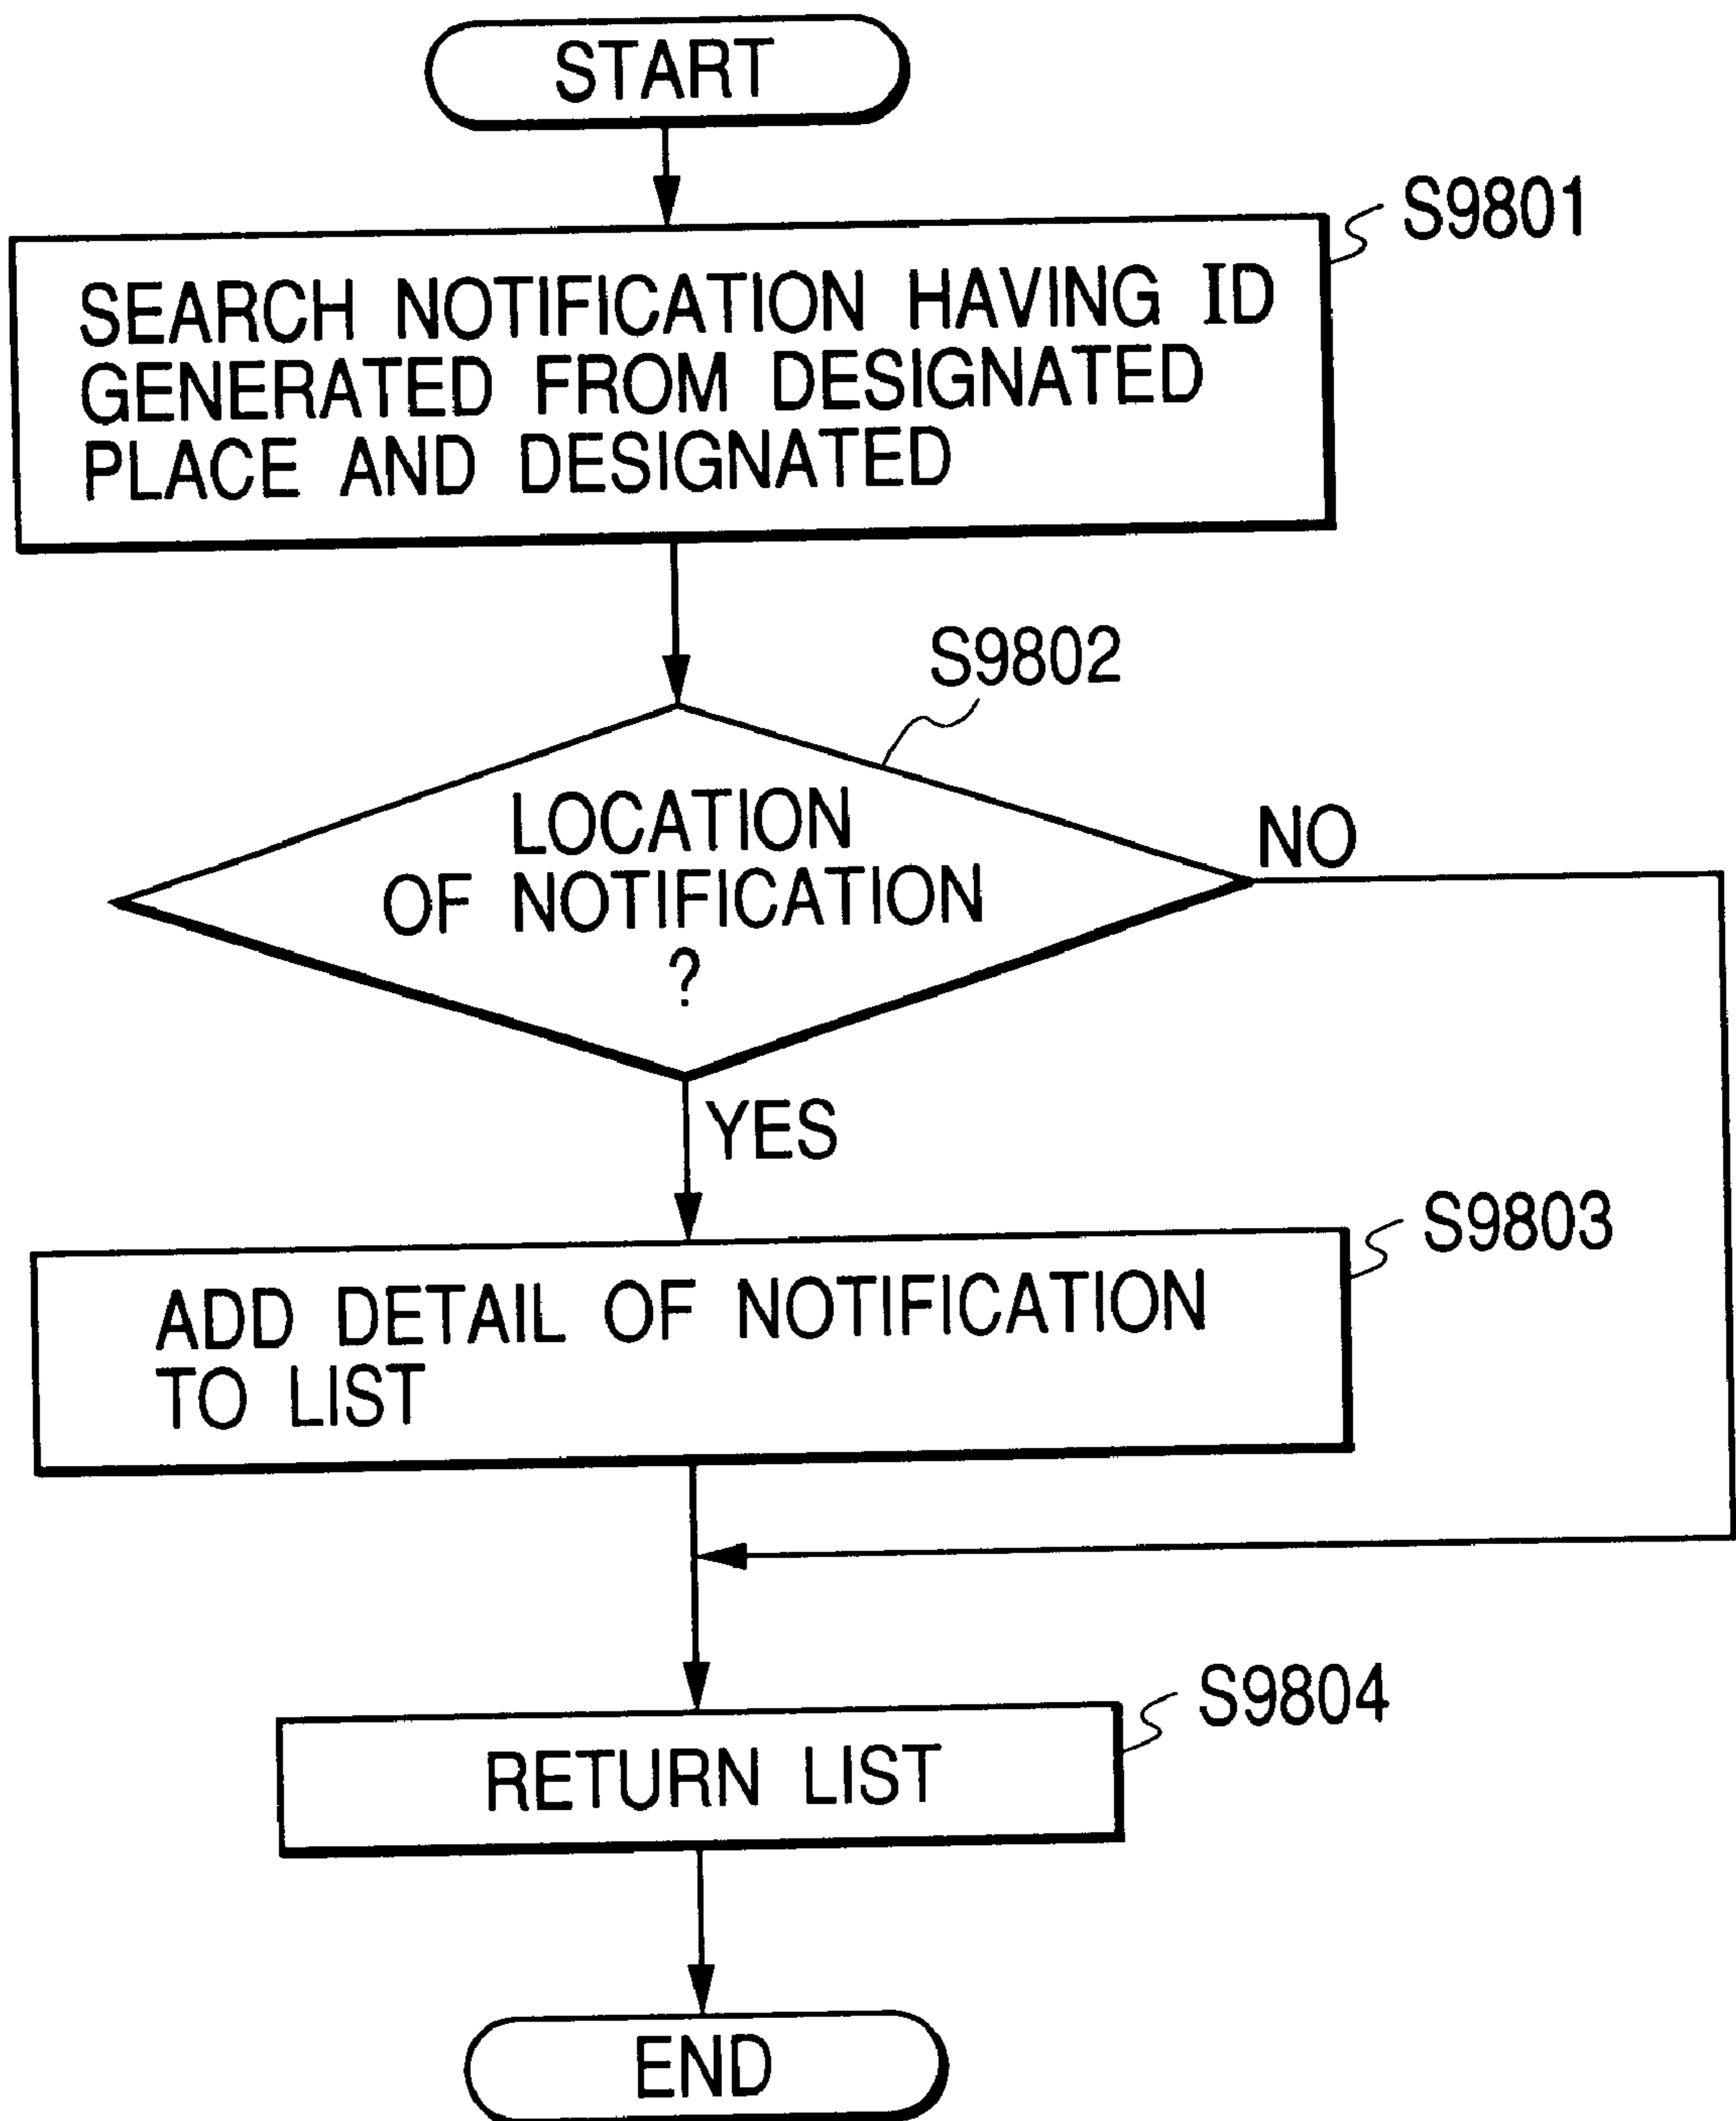 START
S9801
SEARCH NOTIFICATION HAVING ID
GENERATED FROM DESIGNATED
PLACE AND DESIGNATED
S9802
LOCATION
OF NOTIFICATION
?
NO
YES
S9803
ADD DETAIL OF NOTIFICATION
TO LIST
S9804
RETURN LIST
END